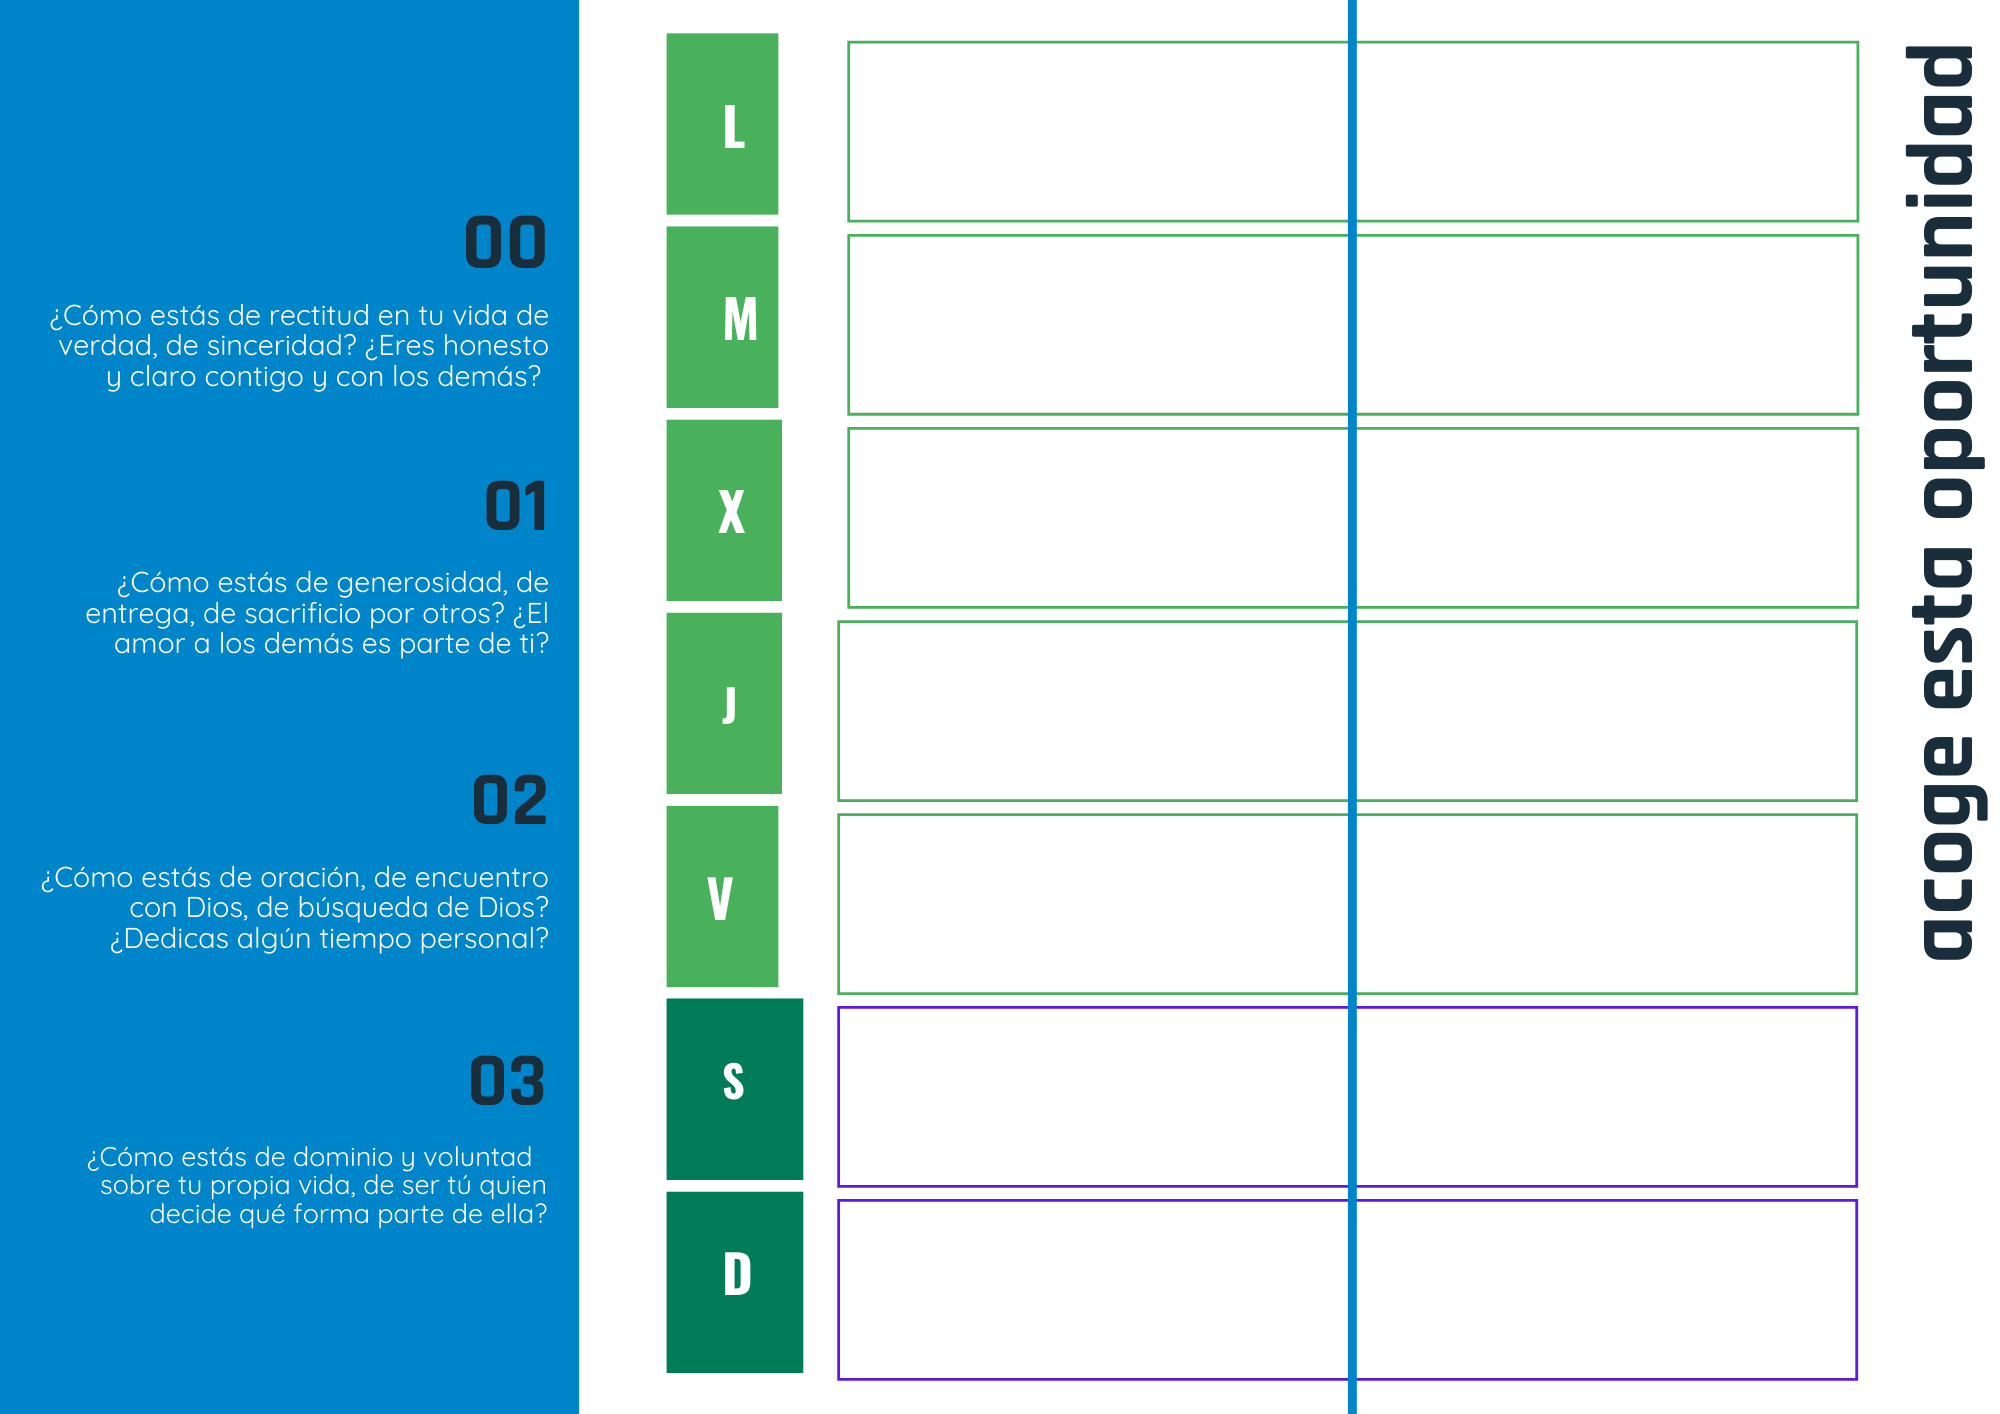 00
¿Cómo estás de rectitud en tu vida de
verdad, de sinceridad? ¿Eres honesto
y claro contigo y con los demás?
01
¿Cómo estás de generosidad, de
entrega, de sacrificio por otros? ¿El
amor a los demás es parte de ti?
02
¿Cómo estás de oración, de encuentro
con Dios, de búsqueda de Dios?
¿Dedicas algún tiempo personal?
03
¿Cómo estás de dominio y voluntad
sobre tu propia vida, de ser tú quien
decide qué forma parte de ella?
L
M
X
J
V
S
D
acoge esta oportunidad